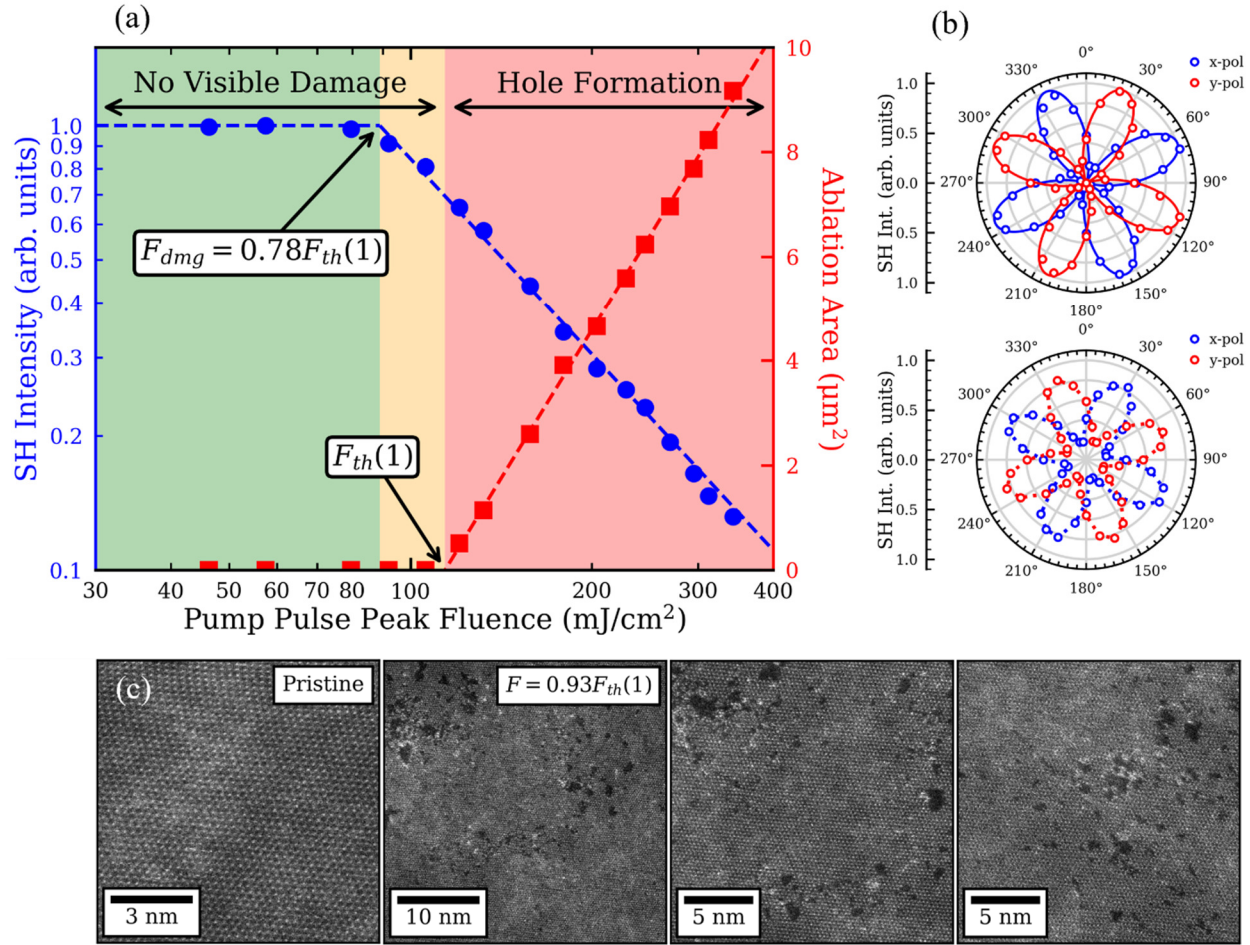 (a)
No Visible Damage
Hole Formation
SH Intensity (arb. units)
1.0
0.8
0.7
0.6
0.5
0.4
0.3
0.2
0.1
F_dmg = 0.78F_th(1)
F_th(1)
10
8
6
4
2
0
Ablation Area (μm²)
30
50
60
70
80
100
200
300
400
Pump Pulse Peak Fluence (mJ/cm²)
(b)
x-pol
y-pol
SH Int. (arb. units)
1.0
0.5
0.0
0.5
1.0
0°
30°
60°
90°
120°
150°
180°
210°
240°
270°
300°
330°
x-pol
y-pol
SH Int. (arb. units)
1.0
0.5
0.0
0.5
1.0
0°
30°
60°
90°
120°
150°
180°
210°
240°
270°
300°
330°
(c)
Pristine
3 nm
F = 0.93F_th(1)
10 nm
5 nm
5 nm